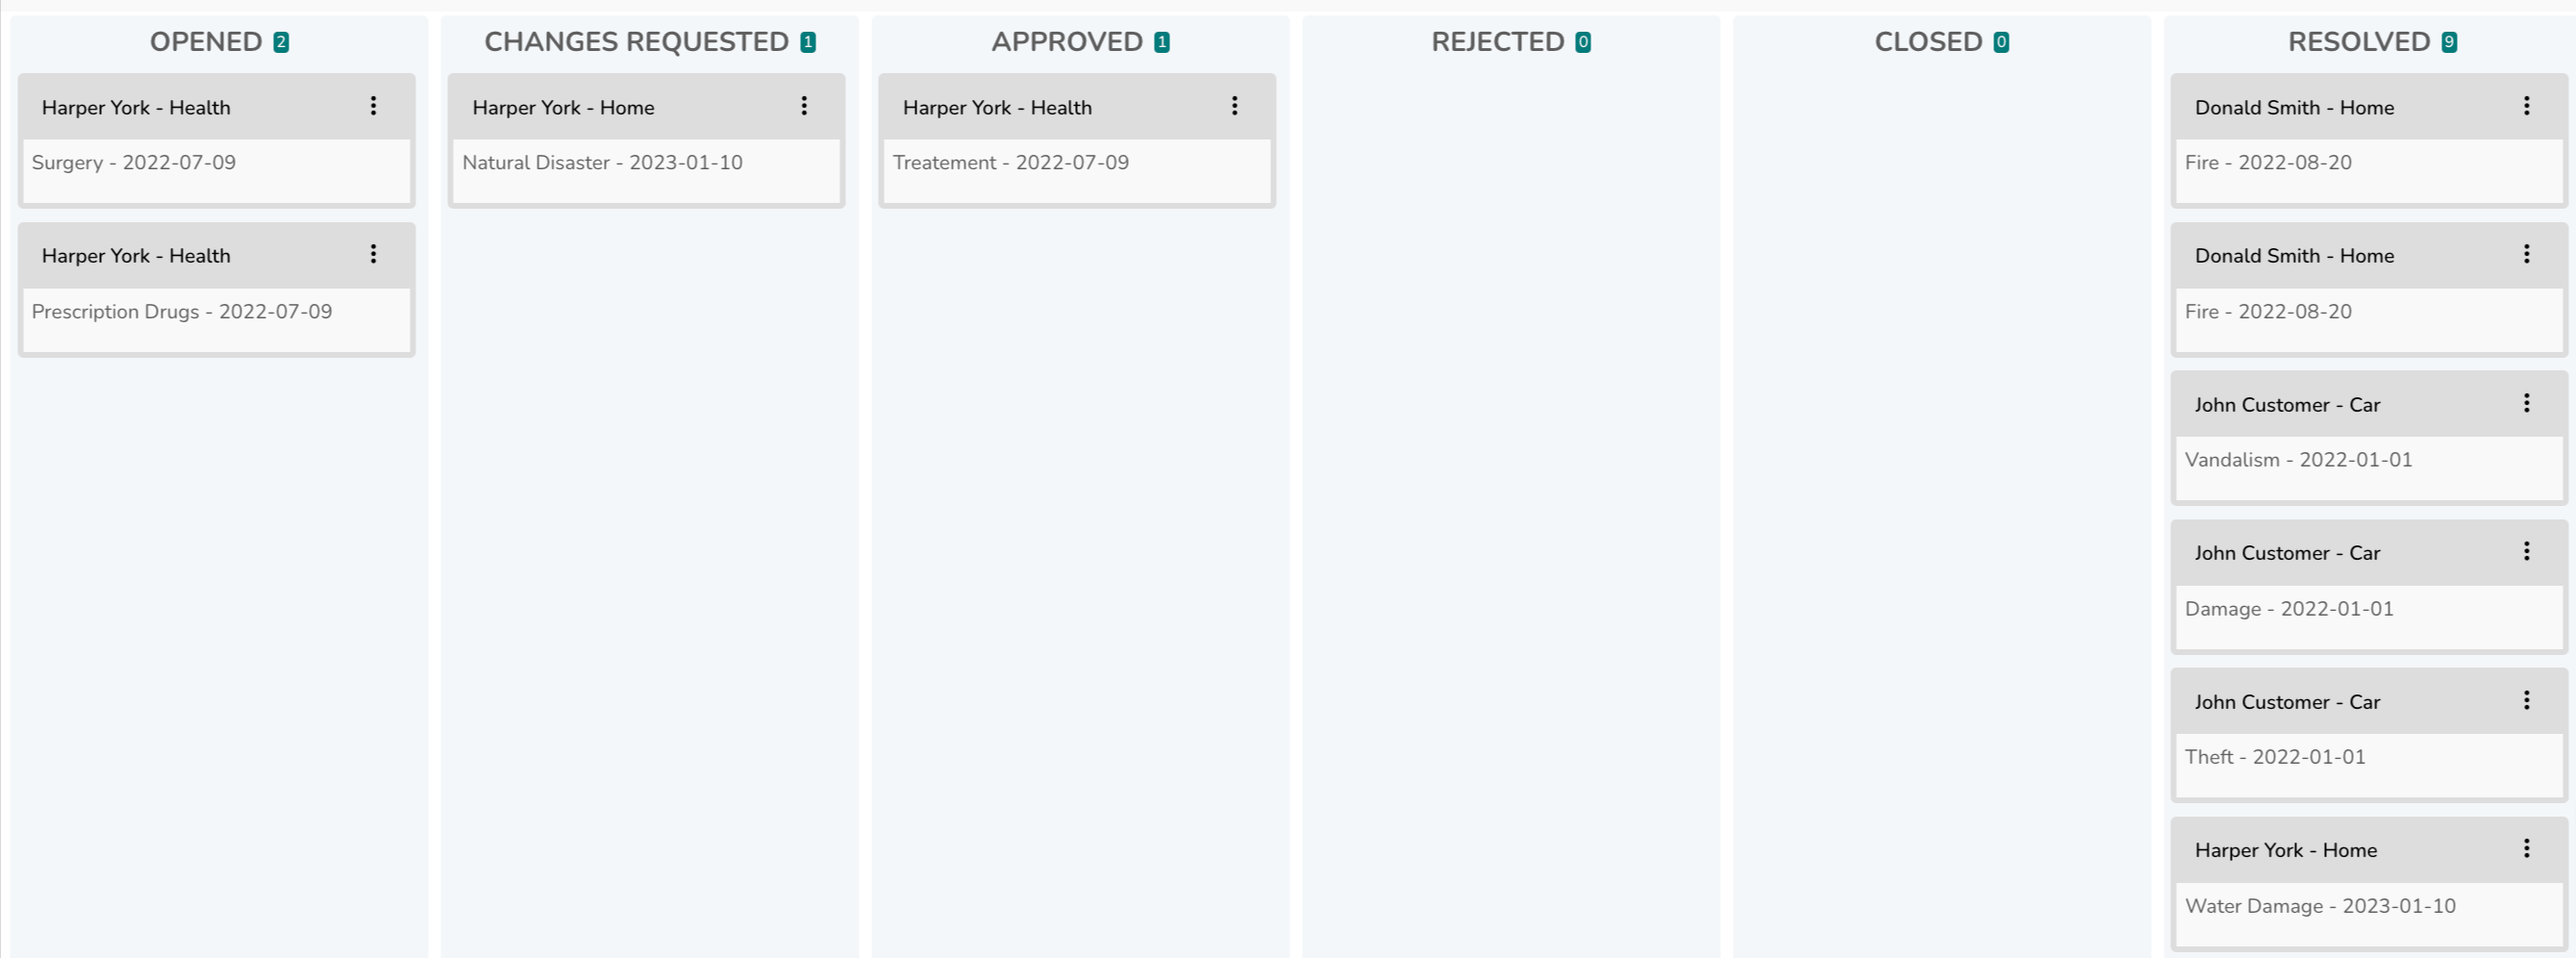 OPENED 2
Harper York - Health
Surgery - 2022-07-09
Harper York - Health
Prescription Drugs - 2022-07-09
CHANGES REQUESTED 1
Harper York - Home
Natural Disaster - 2023-01-10
APPROVED 1
Harper York - Health
Treatement - 2022-07-09
REJECTED 0
CLOSED 0
RESOLVED 9
Donald Smith - Home
Fire - 2022-08-20
Donald Smith - Home
Fire - 2022-08-20
John Customer - Car
Vandalism - 2022-01-01
John Customer - Car
Damage - 2022-01-01
John Customer - Car
Theft - 2022-01-01
Harper York - Home
Water Damage - 2023-01-10